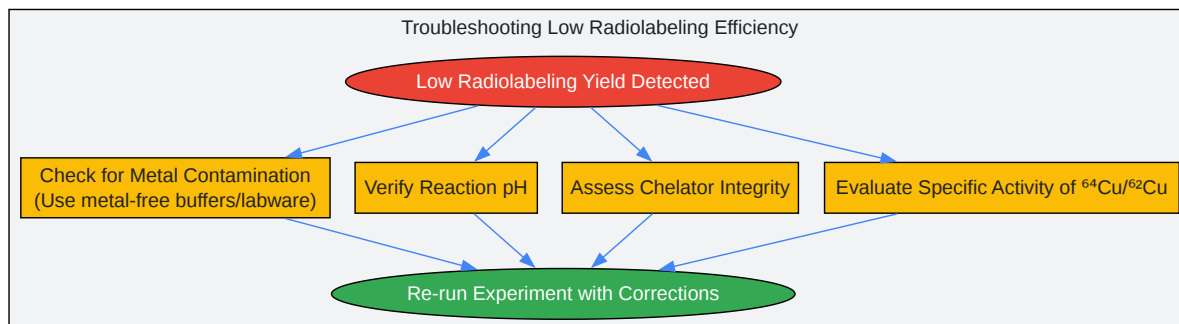 Troubleshooting Low Radiolabeling Efficiency
Low Radiolabeling Yield Detected
Check for Metal Contamination
(Use metal-free buffers/labware)
Verify Reaction pH
Assess Chelator Integrity
Evaluate Specific Activity of ⁶⁴Cu/⁶²Cu
Re-run Experiment with Corrections